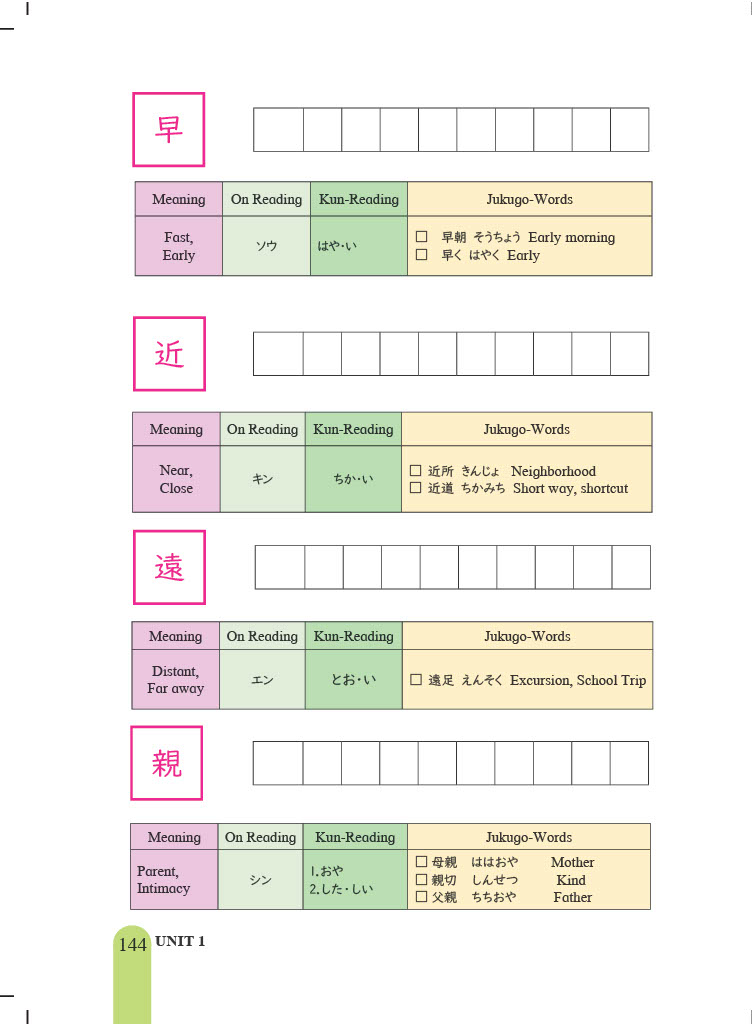 早
Meaning On Reading Kun-Reading Jukugo-Words
Fast,
Early
ソウ
はや・い
早朝 そうちょう Early morning
早く はやく Early
近
Meaning On Reading Kun-Reading Jukugo-Words
Near,
Close
キン
ちか・い
近所 きんじょ Neighborhood
近道 ちかみち Short way, shortcut
遠
Meaning On Reading Kun-Reading Jukugo-Words
Distant,
Far away
エン
とお・い
遠足 えんそく Excursion, School Trip
親
Meaning On Reading Kun-Reading Jukugo-Words
Parent,
Intimacy
シン
1.おや
2.した・しい
母親 ははおや Mother
親切 しんせつ Kind
父親 ちちおや Father
144 UNIT 1